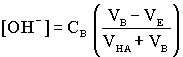 [OH⁻] = C_B ( (V_B − V_E) / (V_HA + V_B) )